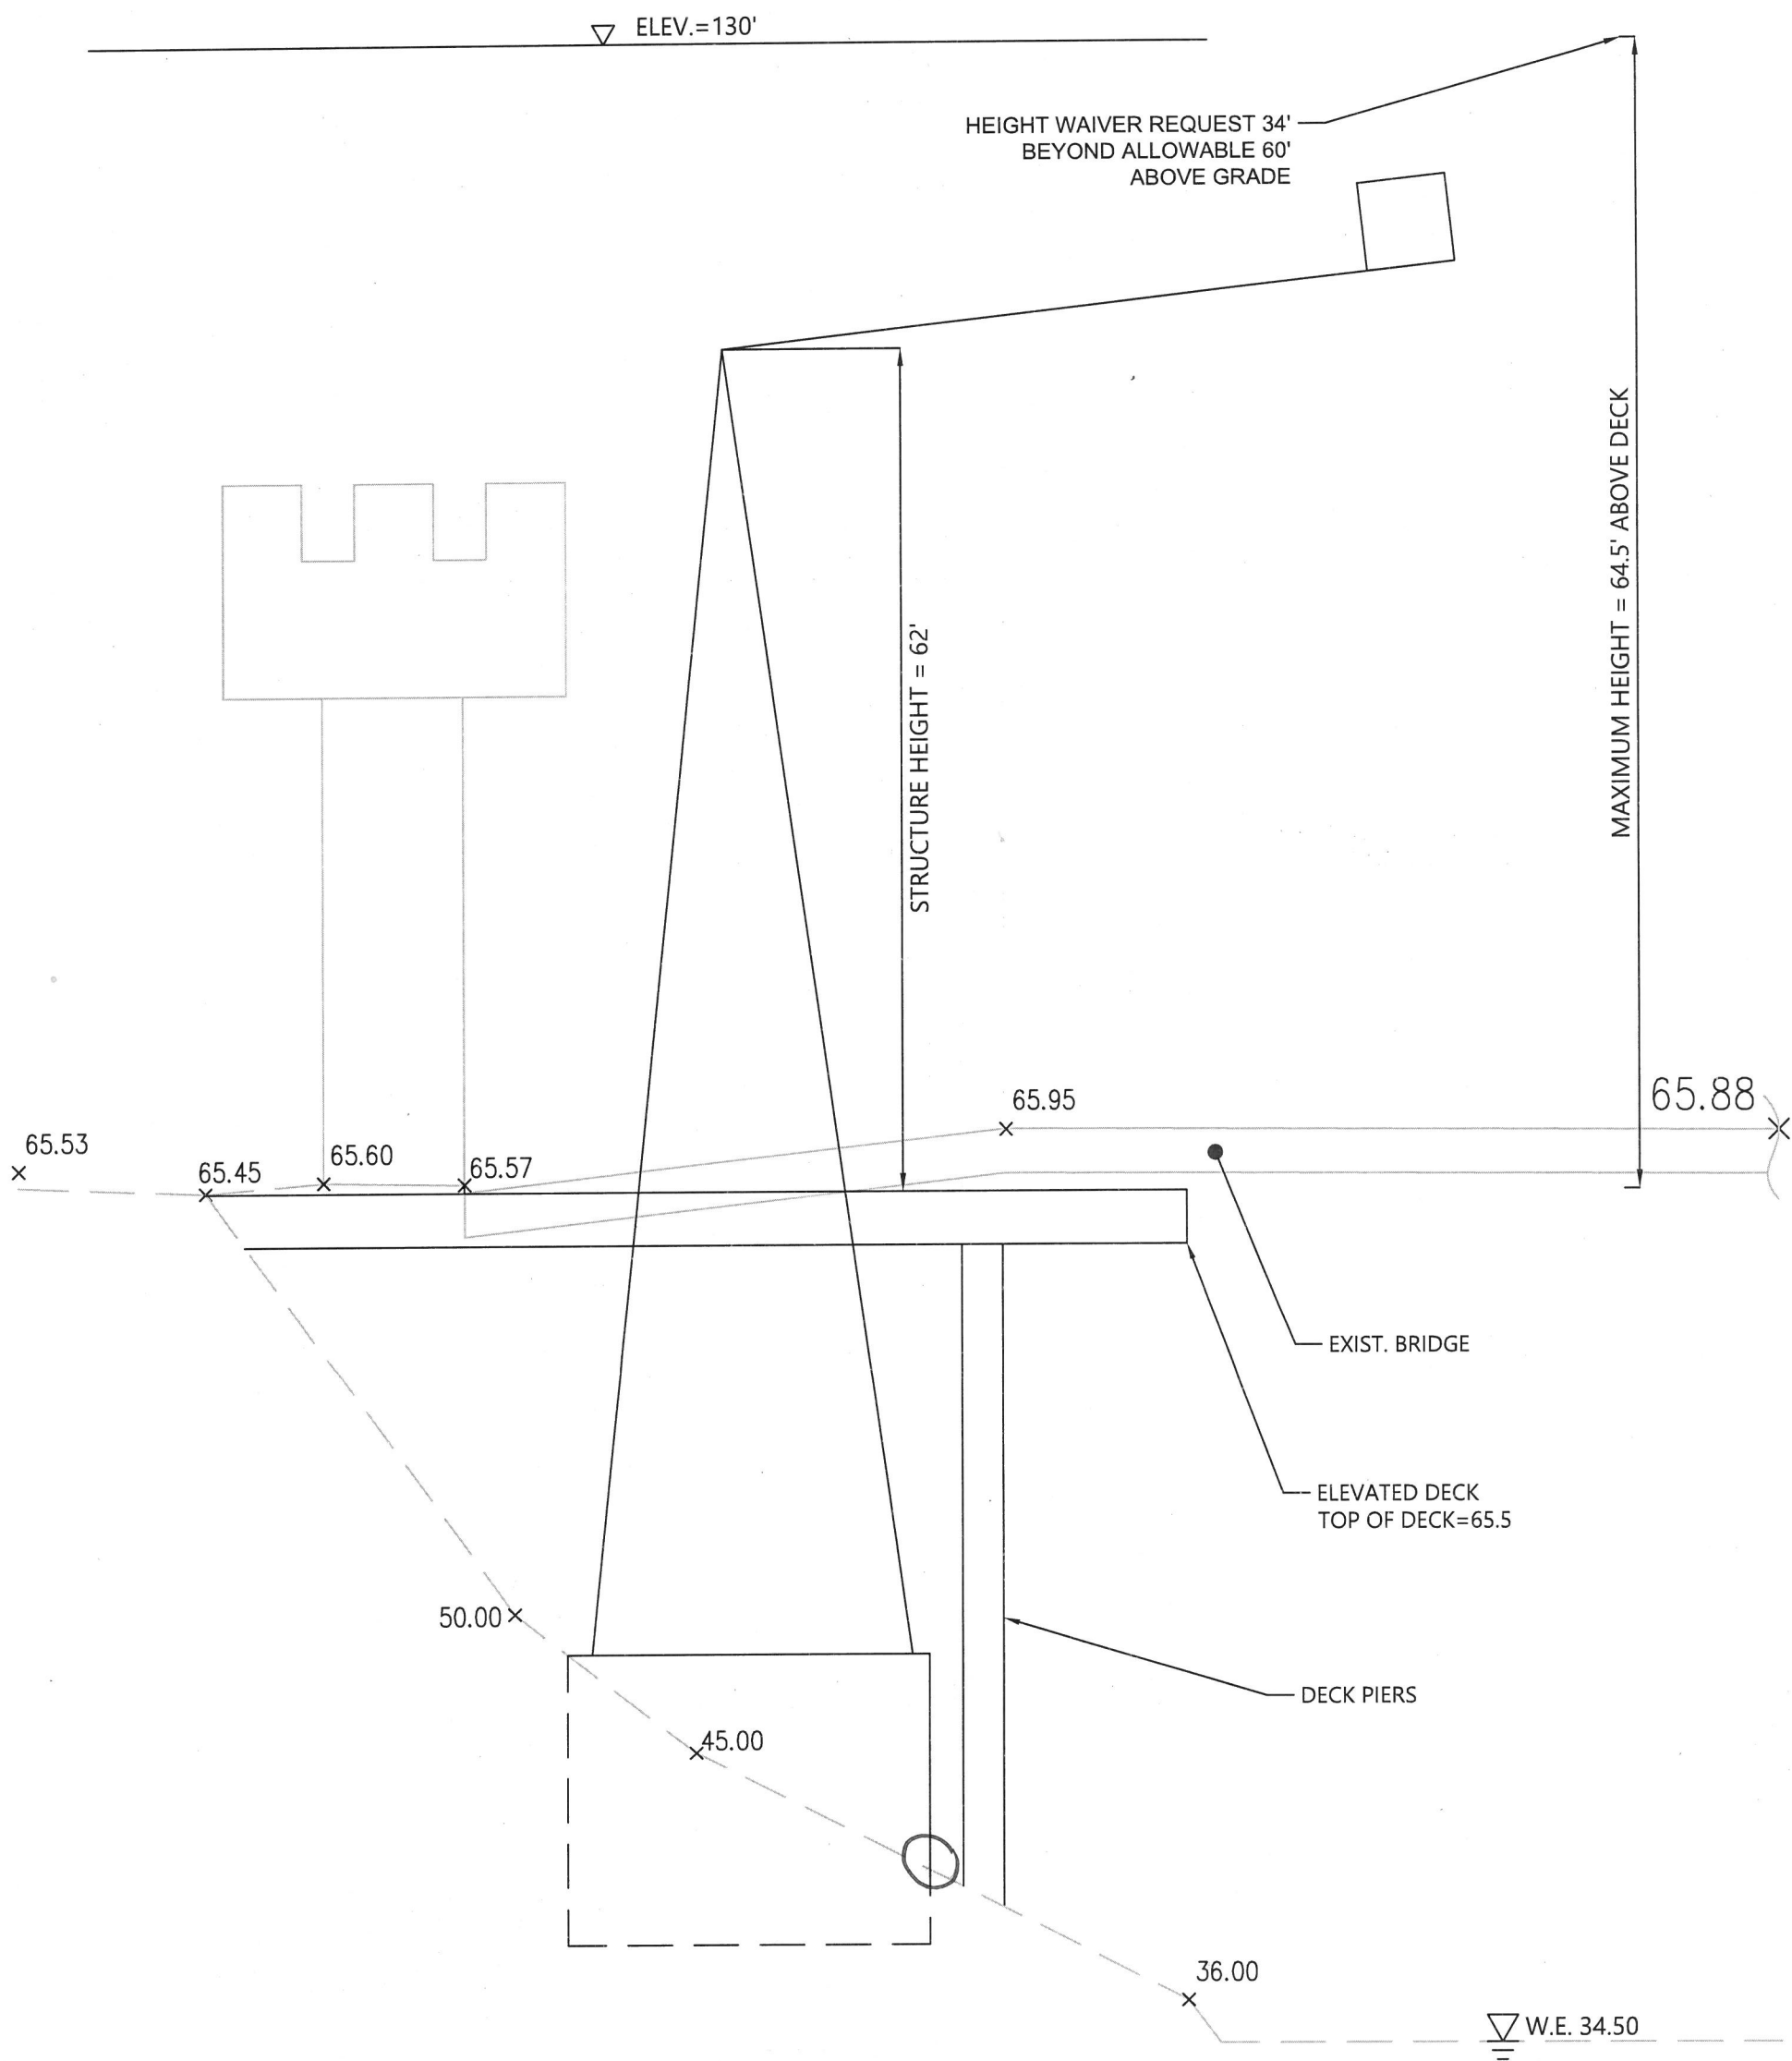 ELEV.=130'
HEIGHT WAIVER REQUEST 34'
BEYOND ALLOWABLE 60'
ABOVE GRADE
MAXIMUM HEIGHT = 64.5' ABOVE DECK
STRUCTURE HEIGHT = 62'
65.95
65.88
65.53
65.45
65.60
65.57
EXIST. BRIDGE
ELEVATED DECK
TOP OF DECK=65.5
50.00
DECK PIERS
45.00
36.00
W.E. 34.50